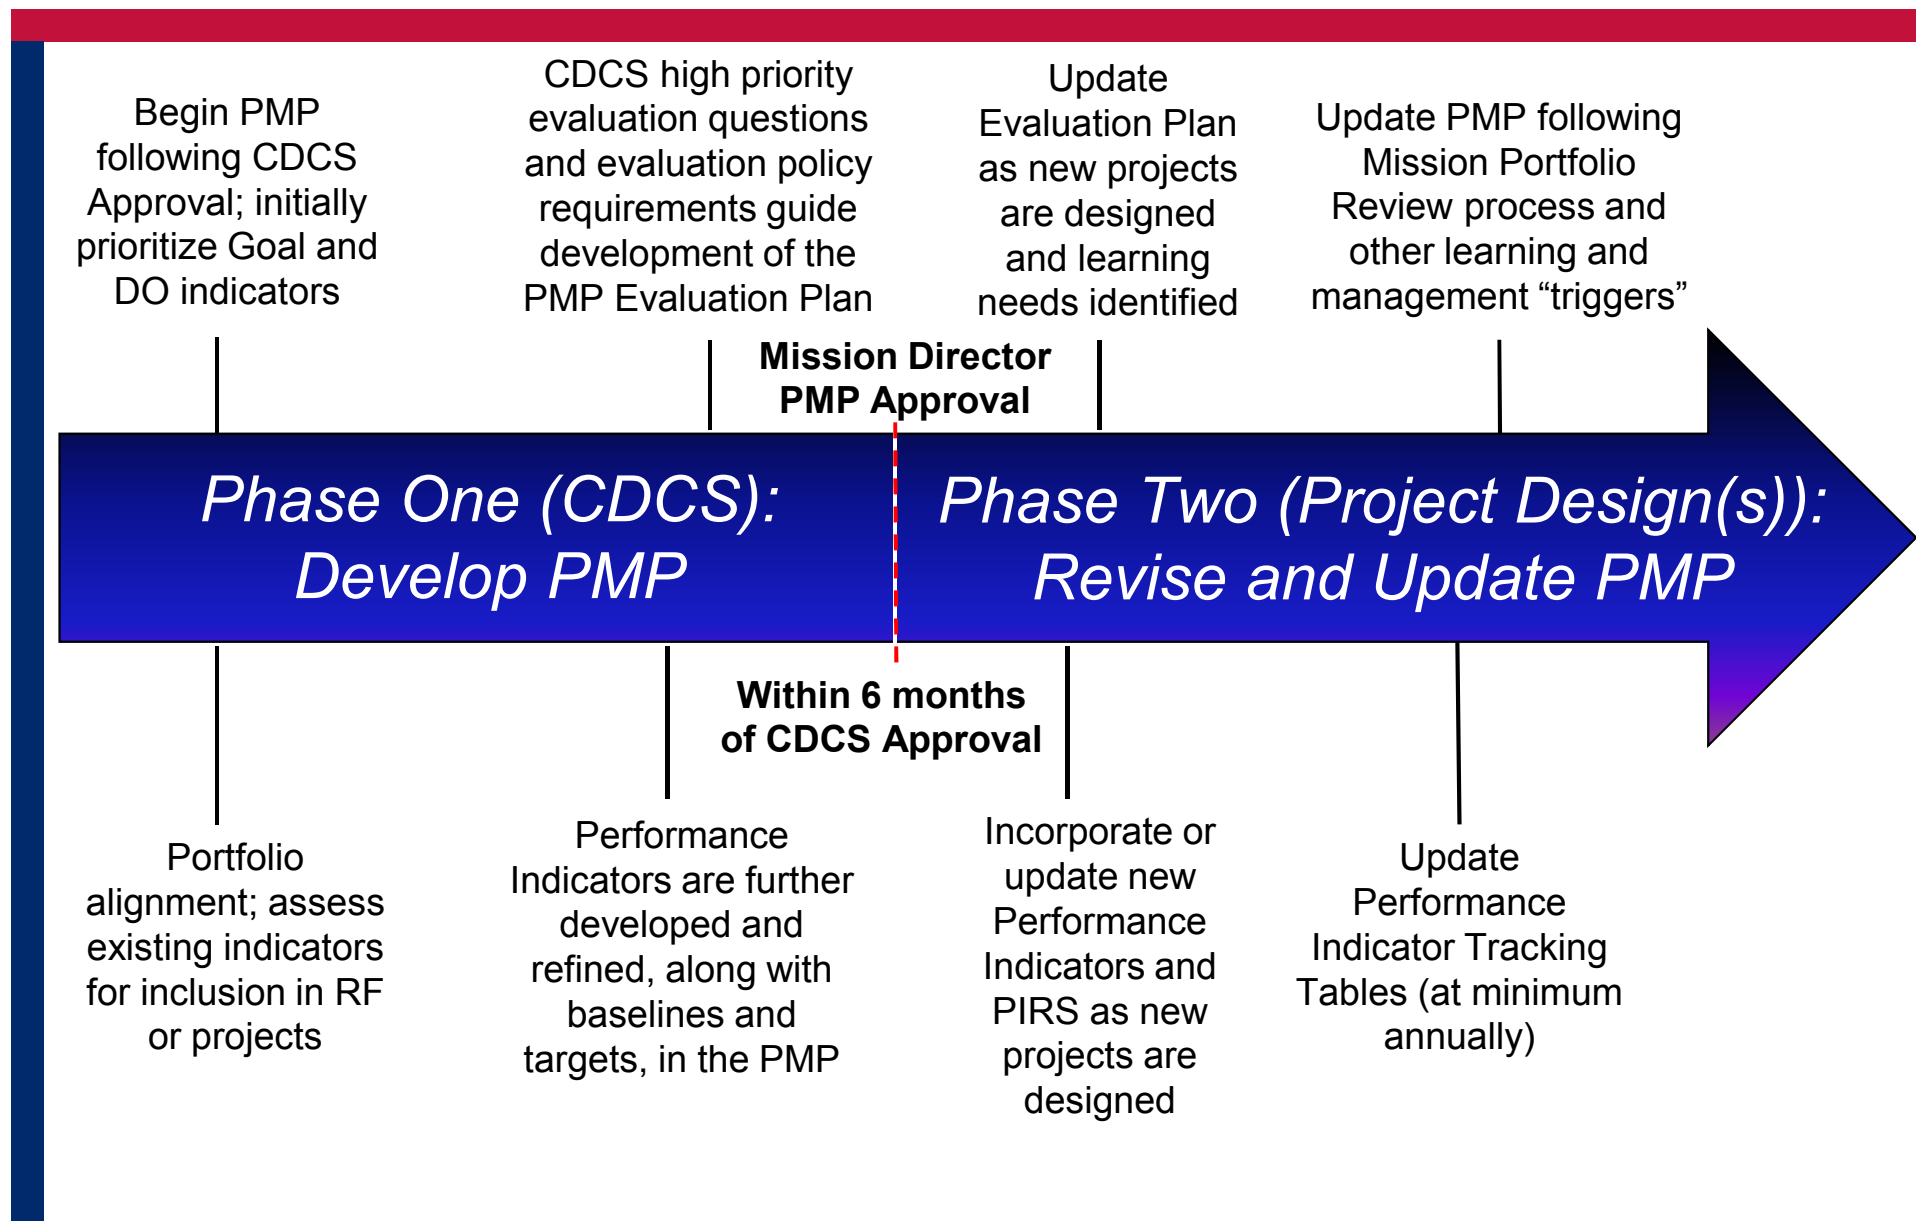 Begin PMP
following CDCS
Approval; initially
prioritize Goal and
DO indicators
CDCS high priority
evaluation questions
and evaluation policy
requirements guide
development of the
PMP Evaluation Plan
Update
Evaluation Plan
as new projects
are designed
and learning
needs identified
Update PMP following
Mission Portfolio
Review process and
other learning and
management “triggers”
Mission Director
PMP Approval
Phase One (CDCS):
Develop PMP
Phase Two (Project Design(s)):
Revise and Update PMP
Within 6 months
of CDCS Approval
Portfolio
alignment; assess
existing indicators
for inclusion in RF
or projects
Performance
Indicators are further
developed and
refined, along with
baselines and
targets, in the PMP
Incorporate or
update new
Performance
Indicators and
PIRS as new
projects are
designed
Update
Performance
Indicator Tracking
Tables (at minimum
annually)